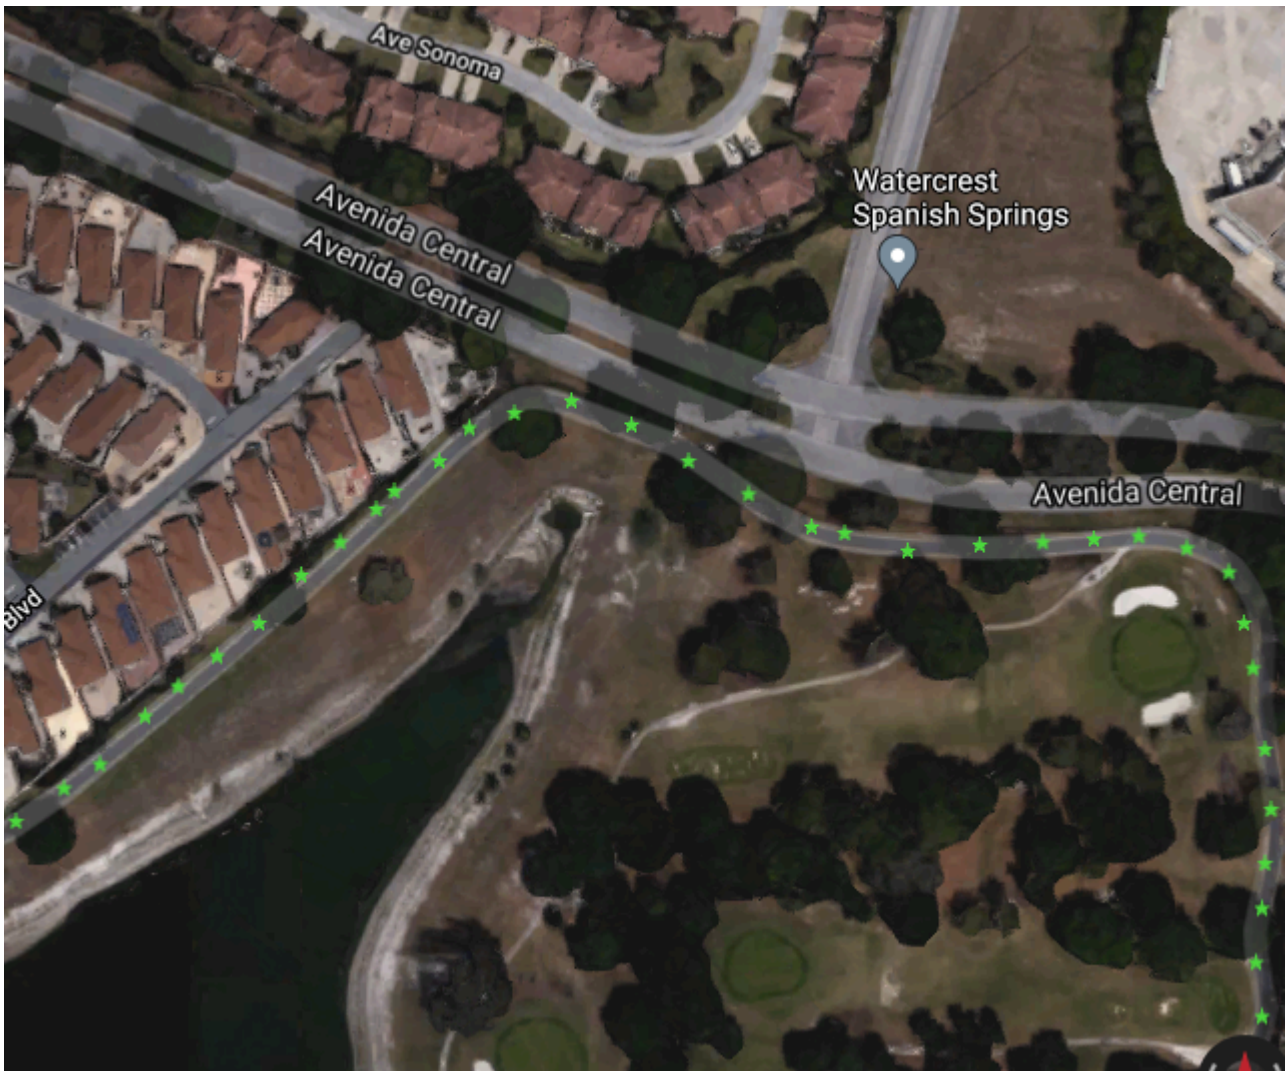 Ave Sonoma
Watercrest
Spanish Springs
Avenida Central
Avenida Central
Avenida Central
Blvd